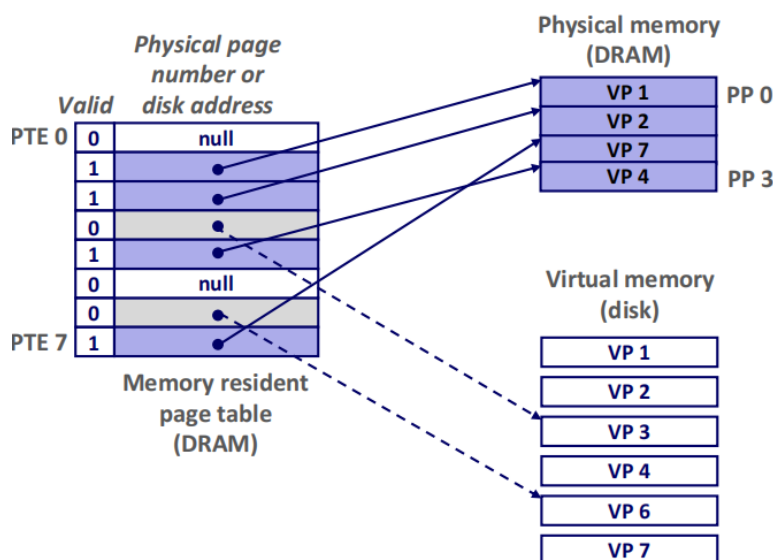 Physical page
number or
disk address
Valid
PTE 0
0
null
1
1
0
1
0
null
0
PTE 7
1
Memory resident
page table
(DRAM)
Physical memory
(DRAM)
VP 1
PP 0
VP 2
VP 7
VP 4
PP 3
Virtual memory
(disk)
VP 1
VP 2
VP 3
VP 4
VP 6
VP 7